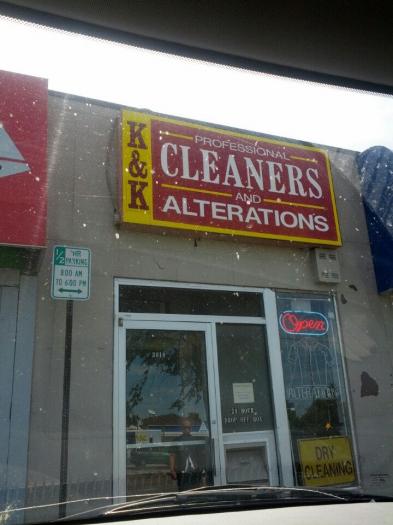 K & K
PROFESSIONAL
CLEANERS
AND
ALTERATIONS
1/2 HR
PARKING
8:00 AM
TO 6:00 PM
Open
ALTERATIONS
24 HOUR
DROP OFF BOX
DRY
CLEANING